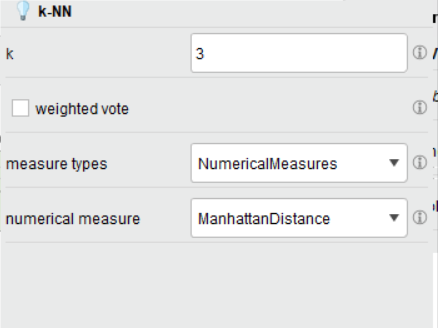 k-NN
k 3
weighted vote
measure types NumericalMeasures
numerical measure ManhattanDistance